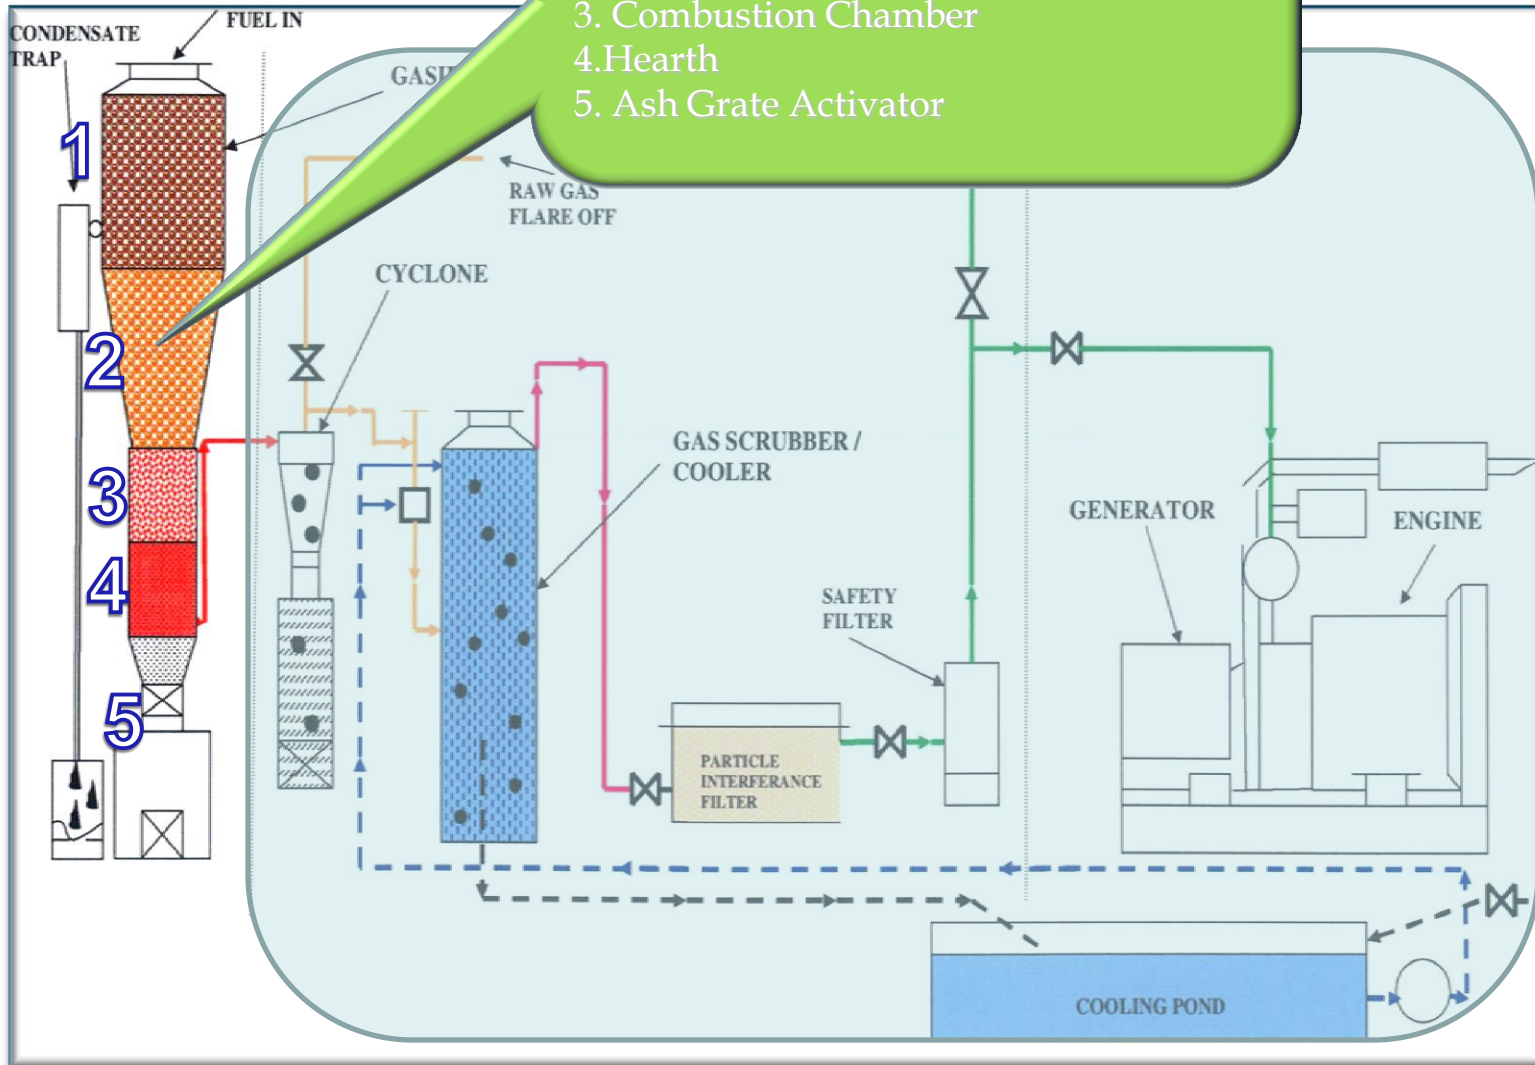 FUEL IN
CONDENSATE
TRAP
3. Combustion Chamber
4.Hearth
5. Ash Grate Activator
1
RAW GAS
FLARE OFF
CYCLONE
2
GAS SCRUBBER /
COOLER
3
GENERATOR
ENGINE
4
SAFETY
FILTER
5
PARTICLE
INTERFERANCE
FILTER
COOLING POND